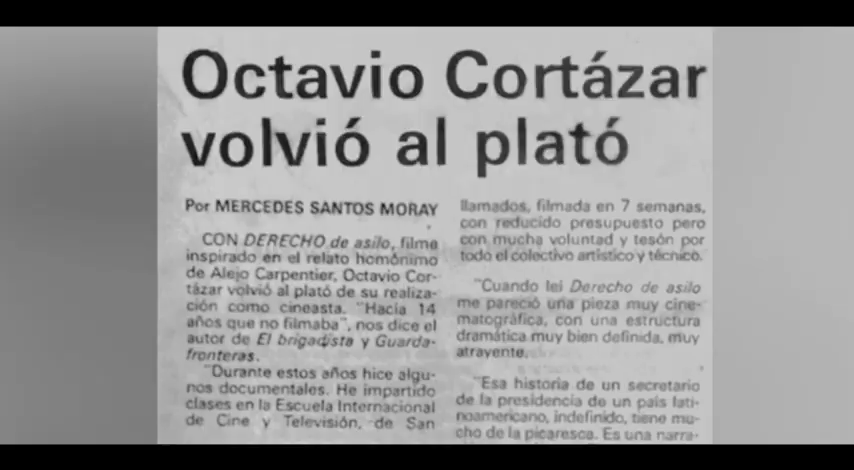 Octavio Cortázar
volvió al plató
Por MERCEDES SANTOS MORAY
CON DERECHO de asilo, filme
inspirado en el relato homónimo
de Alejo Carpentier, Octavio Cor-
tázar volvió al plató de su realiza-
ción como cineasta. "Hacía 14
años que no filmaba", nos dice el
autor de El brigadista y Guarda-
fronteras.
"Durante estos años hice algu-
nos documentales. He impartido
clases en la Escuela Internacional
de Cine y Televisión, de San
llamados, filmada en 7 semanas,
con reducido presupuesto pero
con mucha voluntad y tesón por
todo el colectivo artístico y técnico.
"Cuando leí Derecho de asilo
me pareció una pieza muy cine-
matográfica, con una estructura
dramática muy bien definida, muy
atrayente.
"Esa historia de un secretario
de la presidencia de un país lati-
noamericano, indefinido, tiene mu-
cho de la picaresca. Es una narra-